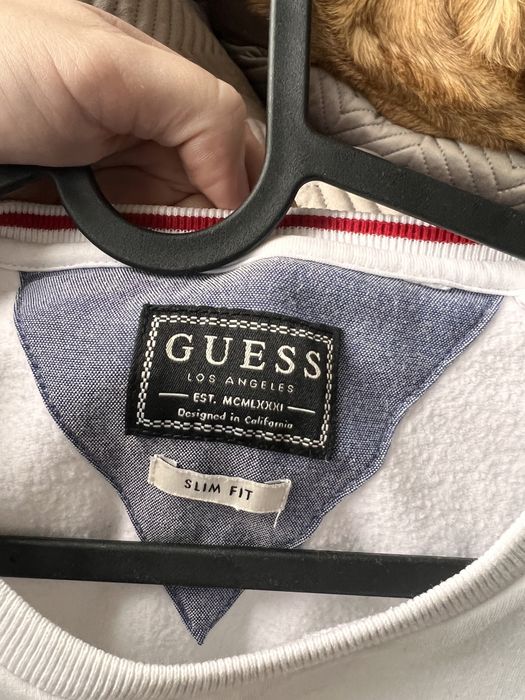 GUESS
LOS ANGELES
EST. MCMLXXXI
Designed in California
SLIM FIT